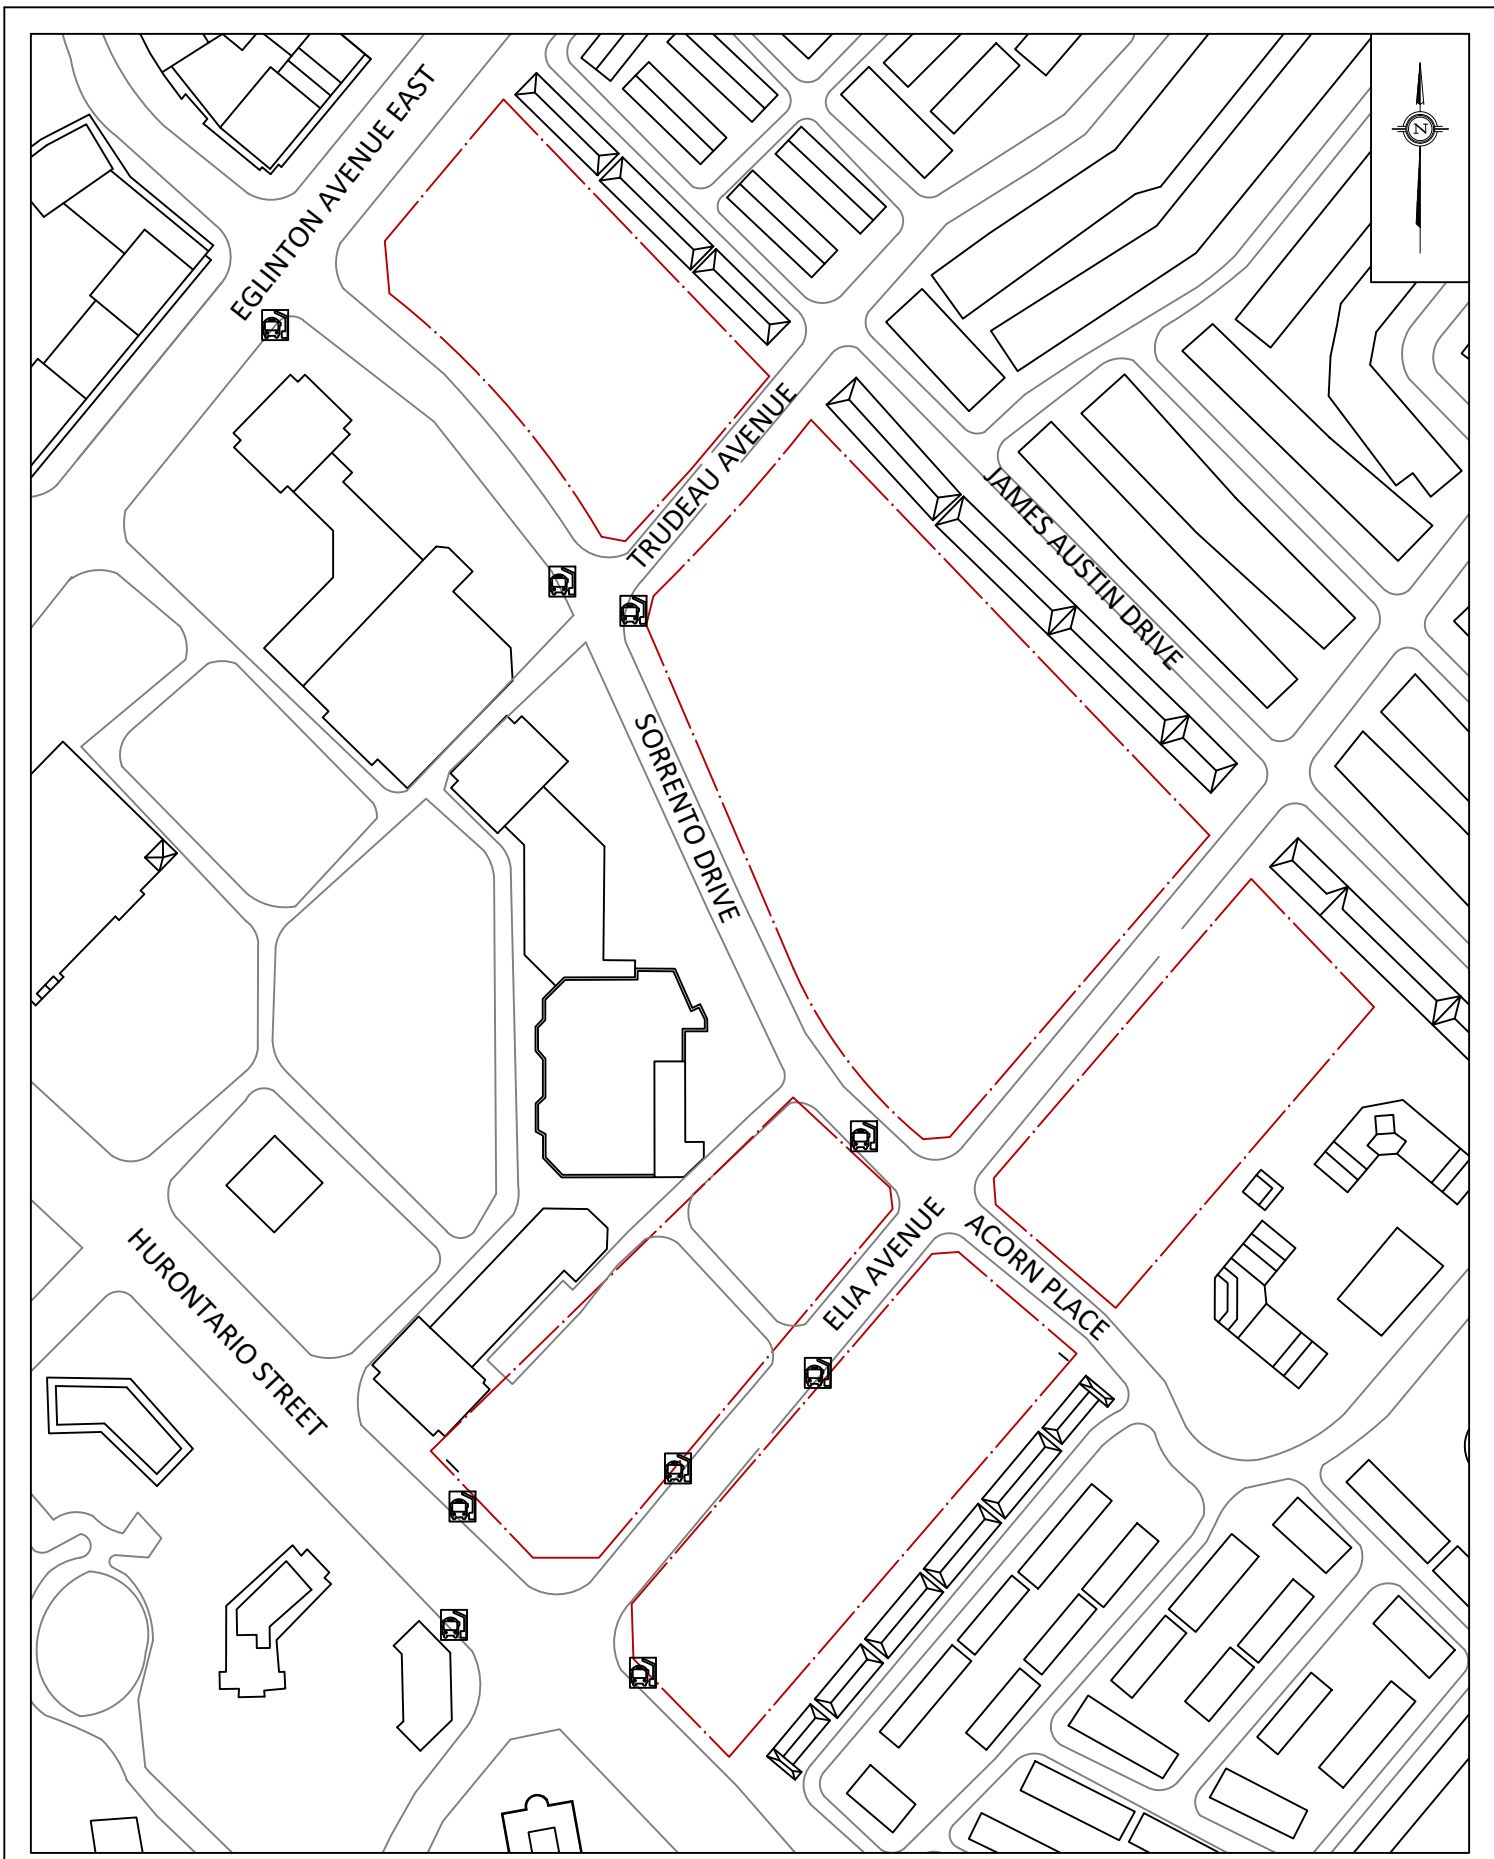 EGLINTON AVENUE EAST
N
TRUDEAU AVENUE
JAMES AUSTIN DRIVE
SORRENTO DRIVE
ELIA AVENUE
ACORN PLACE
HURONTARIO STREET